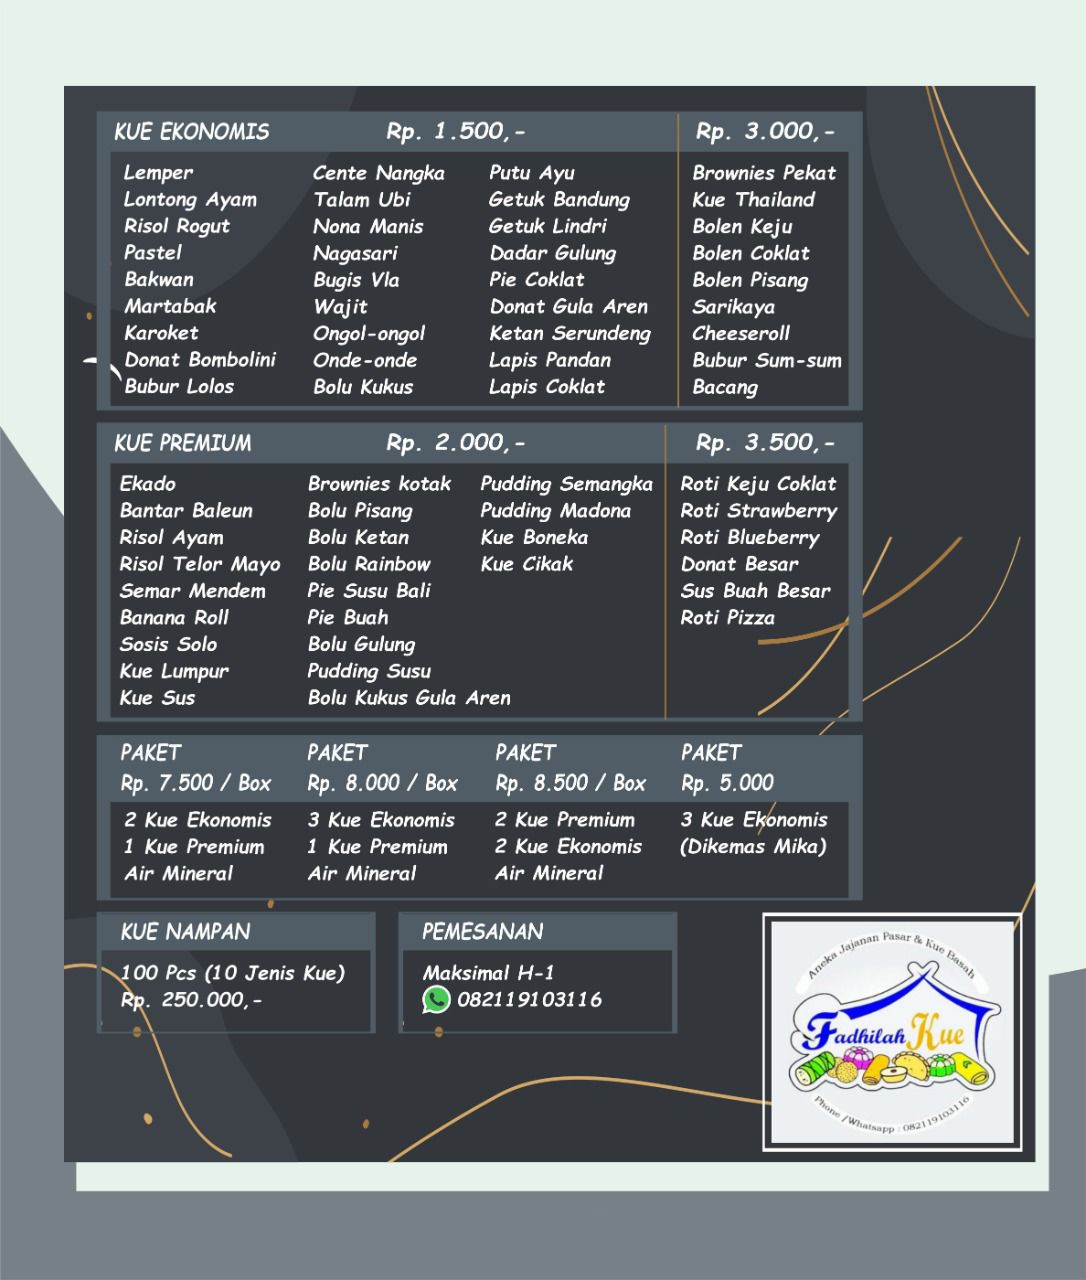 KUE EKONOMIS Rp. 1.500,- Rp. 3.000,-
Lemper Cente Nangka Putu Ayu Brownies Pekat
Lontong Ayam Talam Ubi Getuk Bandung Kue Thailand
Risol Rogut Nona Manis Getuk Lindri Bolen Keju
Pastel Nagasari Dadar Gulung Bolen Coklat
Bakwan Bugis Vla Pie Coklat Bolen Pisang
Martabak Wajit Donat Gula Aren Sarikaya
Karoket Ongol-ongol Ketan Serundeng Cheeseroll
Donat Bombolini Onde-onde Lapis Pandan Bubur Sum-sum
Bubur Lolos Bolu Kukus Lapis Coklat Bacang
KUE PREMIUM Rp. 2.000,- Rp. 3.500,-
Ekado Brownies kotak Pudding Semangka Roti Keju Coklat
Bantar Baleun Bolu Pisang Pudding Madona Roti Strawberry
Risol Ayam Bolu Ketan Kue Boneka Roti Blueberry
Risol Telor Mayo Bolu Rainbow Kue Cikak Donat Besar
Semar Mendem Pie Susu Bali Sus Buah Besar
Banana Roll Pie Buah Roti Pizza
Sosis Solo Bolu Gulung
Kue Lumpur Pudding Susu
Kue Sus Bolu Kukus Gula Aren
PAKET PAKET PAKET PAKET
Rp. 7.500 / Box Rp. 8.000 / Box Rp. 8.500 / Box Rp. 5.000
2 Kue Ekonomis 3 Kue Ekonomis 2 Kue Premium 3 Kue Ekonomis
1 Kue Premium 1 Kue Premium 2 Kue Ekonomis (Dikemas Mika)
Air Mineral Air Mineral Air Mineral
KUE NAMPAN PEMESANAN
100 Pcs (10 Jenis Kue) Maksimal H-1
Rp. 250.000,- 082119103116
Aneka Jajanan Pasar & Kue Basah
Fadhilah Kue
Phone /Whatsapp : 082119103116